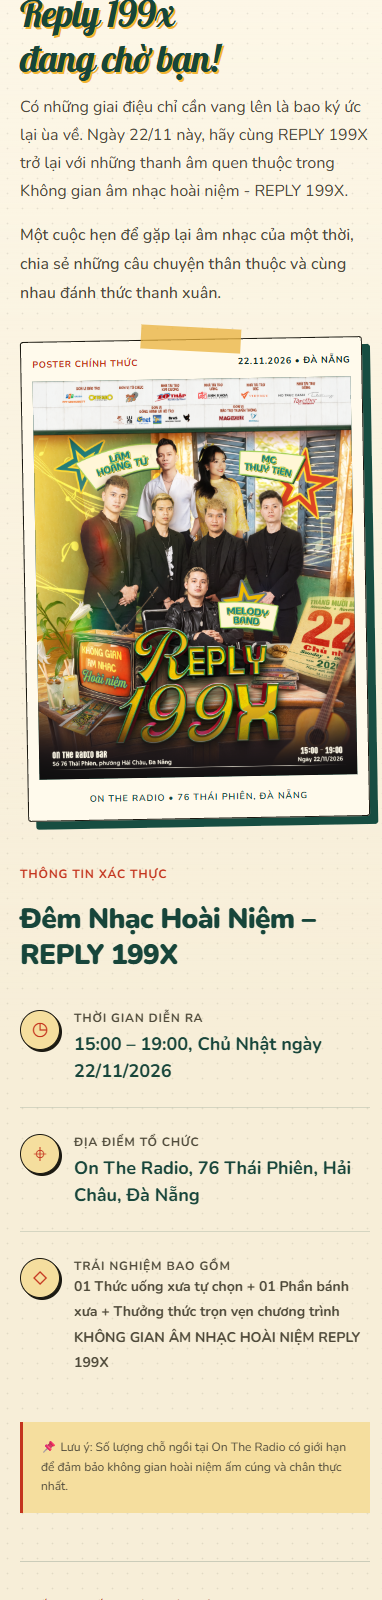 Reply 199x
đang chờ bạn!
Có những giai điệu chỉ cần vang lên là bao ký ức
lại ùa về. Ngày 22/11 này, hãy cùng REPLY 199X
trở lại với những thanh âm quen thuộc trong
Không gian âm nhạc hoài niệm - REPLY 199X.
Một cuộc hẹn để gặp lại âm nhạc của một thời,
chia sẻ những câu chuyện thân thuộc và cùng
nhau đánh thức thanh xuân.
POSTER CHÍNH THỨC
22.11.2026 • ĐÀ NẴNG
LÂM HOÀNG TỨ
MC THUỶ TIÊN
MELODY BAND
KHÔNG GIAN
ÂM NHẠC
Hoài niệm
REPLY
199X
22
ON THE RADIO BAR
Số 76 Thái Phiên, phường Hải Châu, Đà Nẵng
15:00 - 19:00
Ngày 22/11/2026
ON THE RADIO • 76 THÁI PHIÊN, ĐÀ NẴNG
THÔNG TIN XÁC THỰC
Đêm Nhạc Hoài Niệm –
REPLY 199X
THỜI GIAN DIỄN RA
15:00 – 19:00, Chủ Nhật ngày
22/11/2026
ĐỊA ĐIỂM TỔ CHỨC
On The Radio, 76 Thái Phiên, Hải
Châu, Đà Nẵng
TRẢI NGHIỆM BAO GỒM
01 Thức uống xưa tự chọn + 01 Phần bánh
xưa + Thưởng thức trọn vẹn chương trình
KHÔNG GIAN ÂM NHẠC HOÀI NIỆM REPLY
199X
Lưu ý: Số lượng chỗ ngồi tại On The Radio có giới hạn
để đảm bảo không gian hoài niệm ấm cúng và chân thực
nhất.